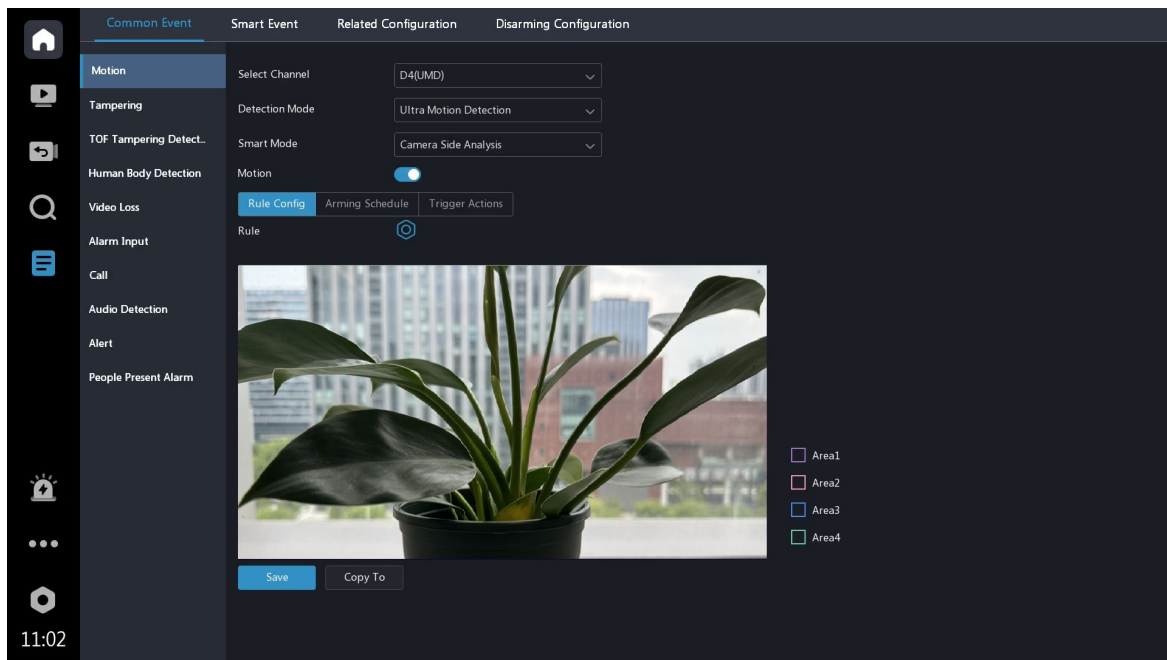 Common Event
Smart Event
Related Configuration
Disarming Configuration
Motion
Tampering
TOF Tampering Detect...
Human Body Detection
Video Loss
Alarm Input
Call
Audio Detection
Alert
People Present Alarm
11:02
Select Channel
D4(UMD)
Detection Mode
Ultra Motion Detection
Smart Mode
Camera Side Analysis
Motion
Rule Config
Arming Schedule
Trigger Actions
Rule
Area1
Area2
Area3
Area4
Save
Copy To